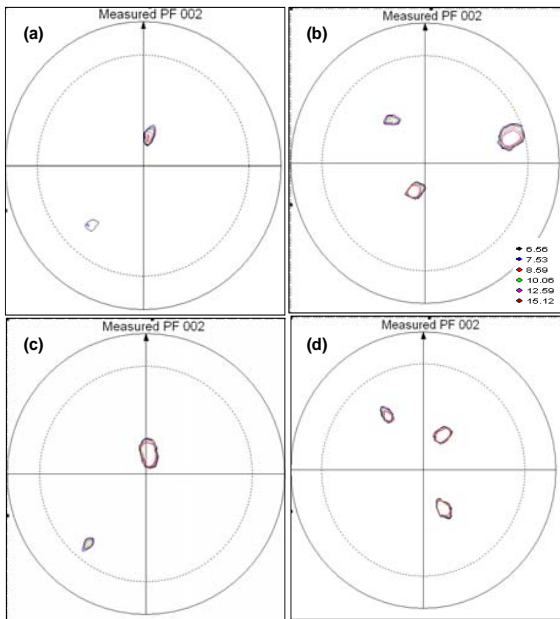 (a)
Measured PF 002
(b)
Measured PF 002
6.56
7.53
8.59
10.06
12.59
15.12
(c)
Measured PF 002
(d)
Measured PF 002